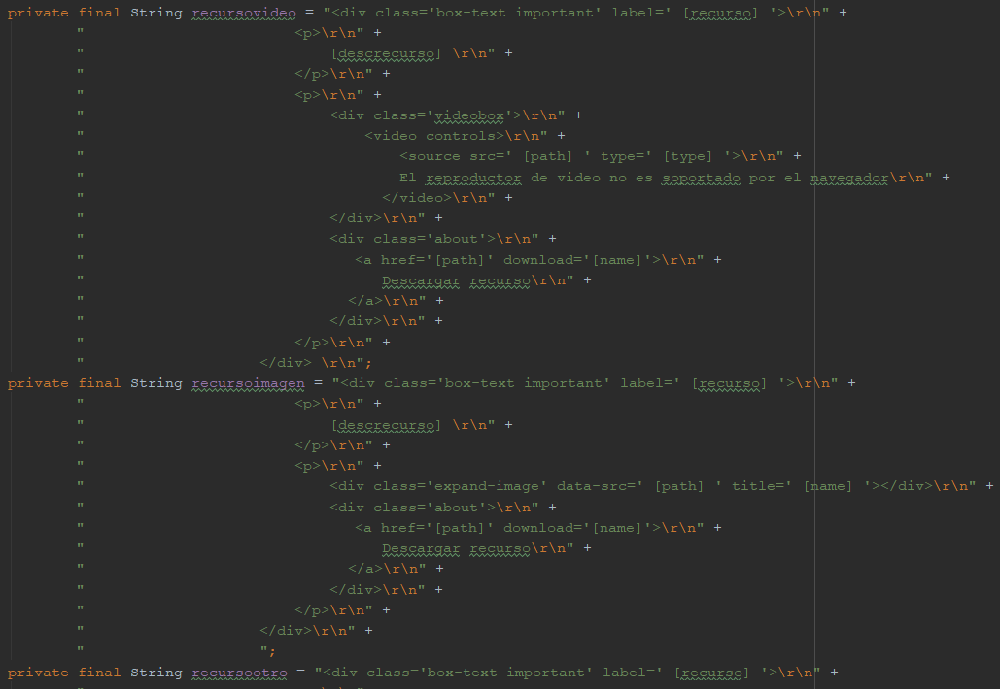 private final String recursovideo = "<div class='box-text important' label=' [recurso] '>\r\n" +
" <p>\r\n" +
" [descrecurso] \r\n" +
" </p>\r\n" +
" <p>\r\n" +
" <div class='videobox'>\r\n" +
" <video controls>\r\n" +
" <source src=' [path] ' type=' [type] '>\r\n" +
" El reproductor de video no es soportado por el navegador\r\n" +
" </video>\r\n" +
" </div>\r\n" +
" <div class='about'>\r\n" +
" <a href='[path]' download='[name]'>\r\n" +
" Descargar recurso\r\n" +
" </a>\r\n" +
" </div>\r\n" +
" </p>\r\n" +
" </div> \r\n";
private final String recursoimagen = "<div class='box-text important' label=' [recurso] '>\r\n" +
" <p>\r\n" +
" [descrecurso] \r\n" +
" </p>\r\n" +
" <p>\r\n" +
" <div class='expand-image' data-src=' [path] ' title=' [name] '></div>\r\n" +
" <div class='about'>\r\n" +
" <a href='[path]' download='[name]'>\r\n" +
" Descargar recurso\r\n" +
" </a>\r\n" +
" </div>\r\n" +
" </p>\r\n" +
" </div>\r\n" +
" ";
private final String recursootro = "<div class='box-text important' label=' [recurso] '>\r\n" +